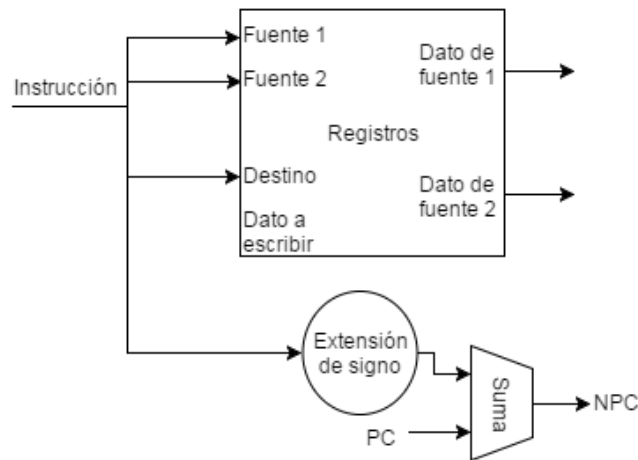 Instrucción
Fuente 1
Fuente 2
Destino
Dato a
escribir
Registros
Dato de
fuente 1
Dato de
fuente 2
Extensión
de signo
Suma
PC
NPC